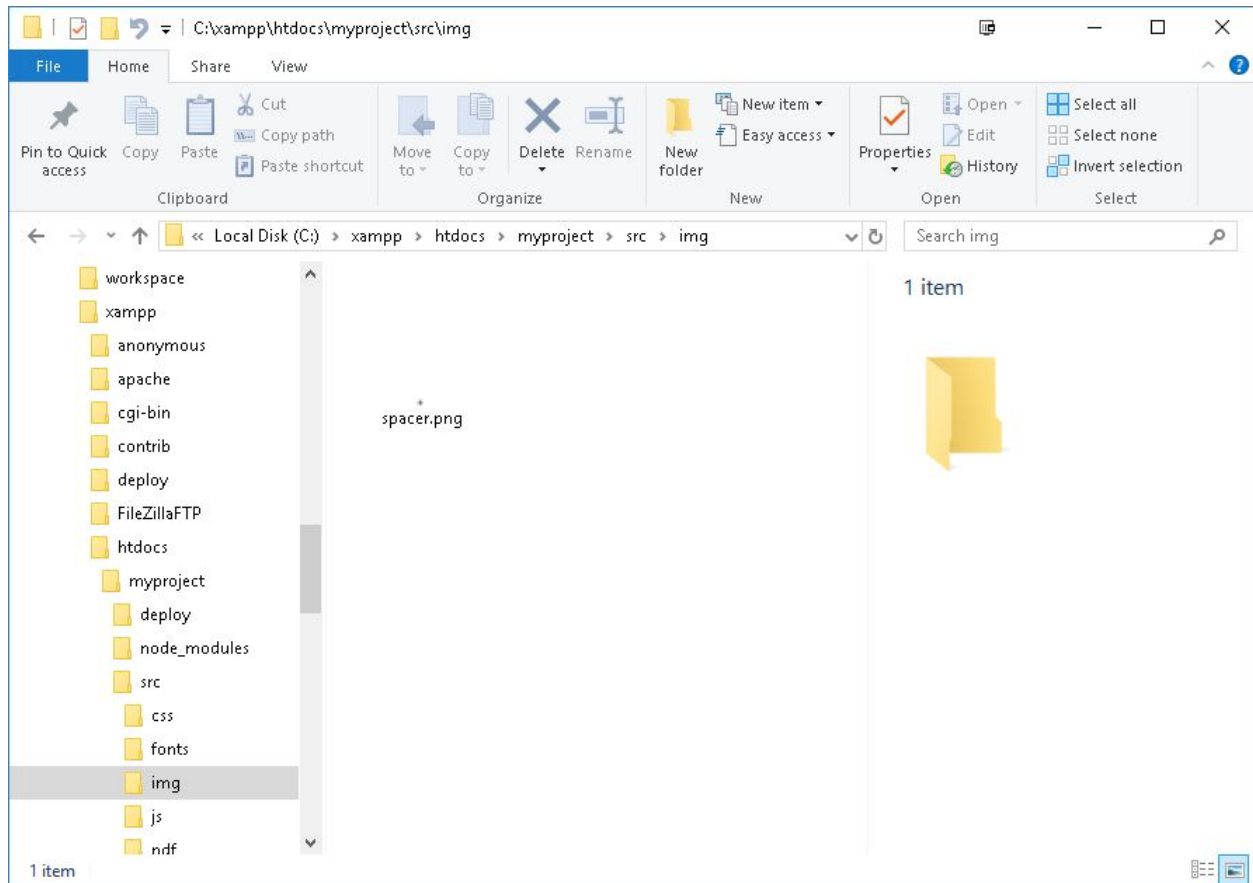 C:\xampp\htdocs\myproject\src\img
File Home Share View
Pin to Quick access
Copy
Paste
Cut
Copy path
Paste shortcut
Clipboard
Move to
Copy to
Delete
Rename
Organize
New folder
New item
Easy access
New
Properties
Open
Edit
History
Open
Select all
Select none
Invert selection
Select
« Local Disk (C:) > xampp > htdocs > myproject > src > img
Search img
workspace
xampp
anonymous
apache
cgi-bin
contrib
deploy
FileZillaFTP
htdocs
myproject
deploy
node_modules
src
css
fonts
img
js
spacer.png
1 item
1 item